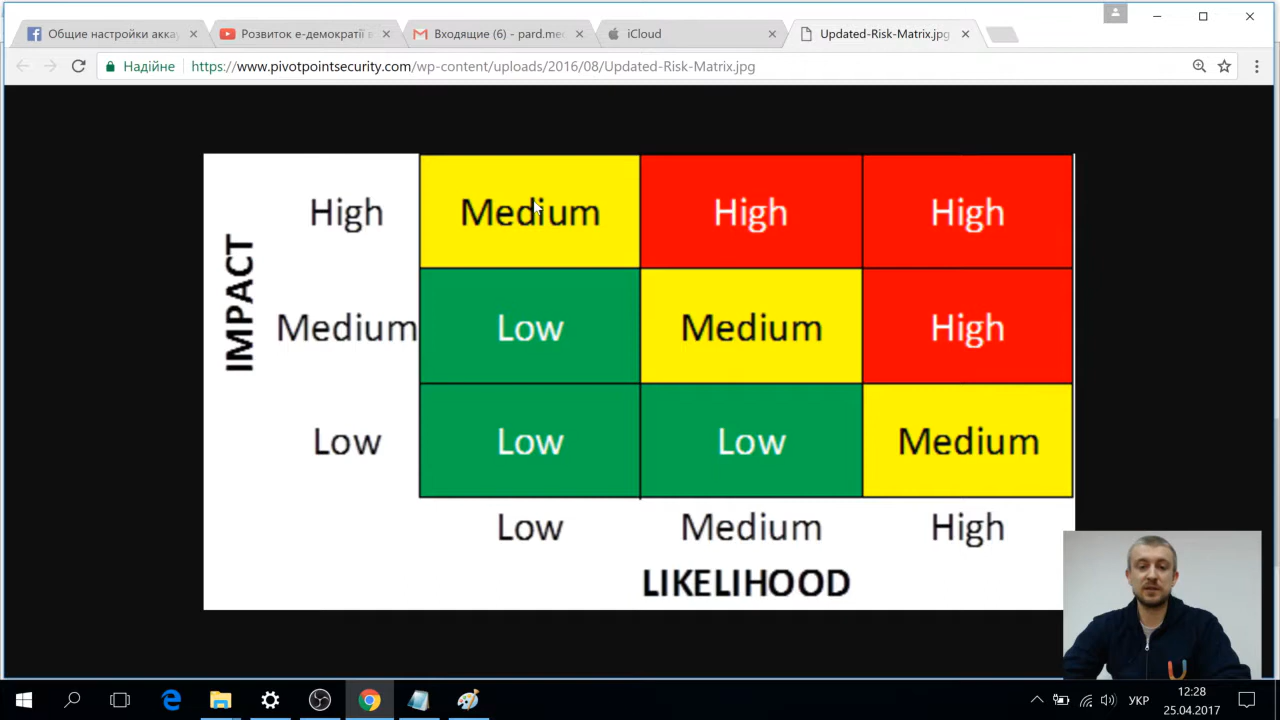 Общие настройки акка
Розвиток е-демократії в
Входящие (6) - pard.me
iCloud
Updated-Risk-Matrix.jpg
Надійне
https://www.pivotpointsecurity.com/wp-content/uploads/2016/08/Updated-Risk-Matrix.jpg
IMPACT
High
Medium
High
High
Medium
Low
Medium
High
Low
Low
Low
Medium
Low
Medium
High
LIKELIHOOD
УКР
12:28
25.04.2017